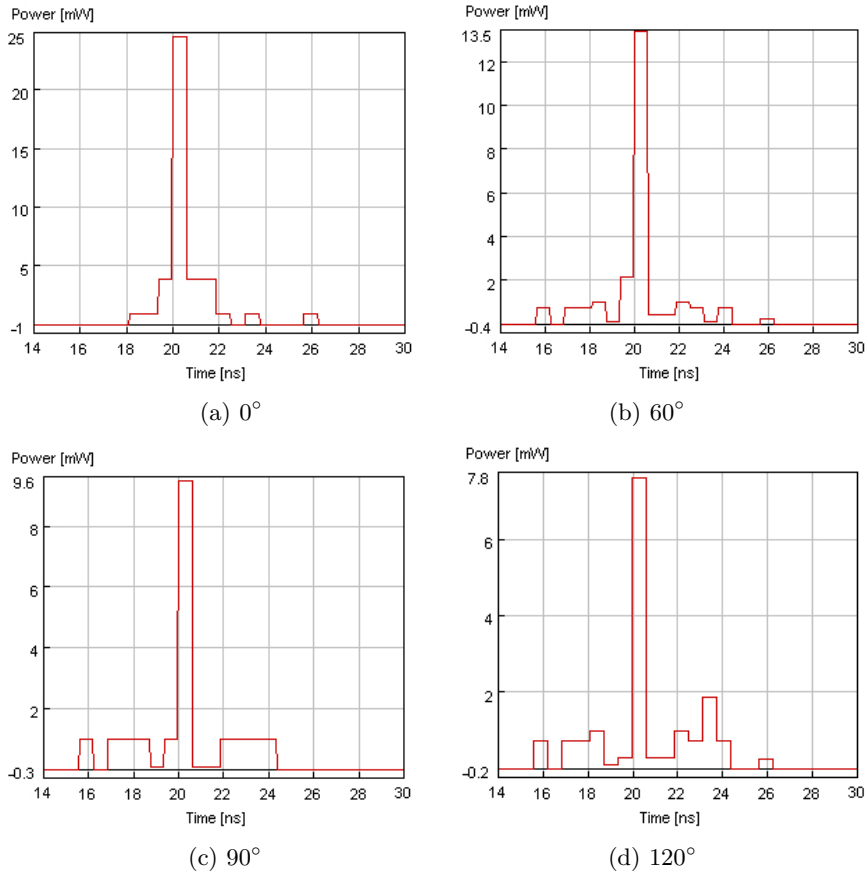 Power [mW]
25
20
15
10
5
-1
14 16 18 20 22 24 26 28 30
Time [ns]
(a) 0°
Power [mW]
13.5
12
10
8
6
4
2
-0.4
14 16 18 20 22 24 26 28 30
Time [ns]
(b) 60°
Power [mW]
9.6
8
6
4
2
-0.3
14 16 18 20 22 24 26 28 30
Time [ns]
(c) 90°
Power [mW]
7.8
6
4
2
-0.2
14 16 18 20 22 24 26 28 30
Time [ns]
(d) 120°